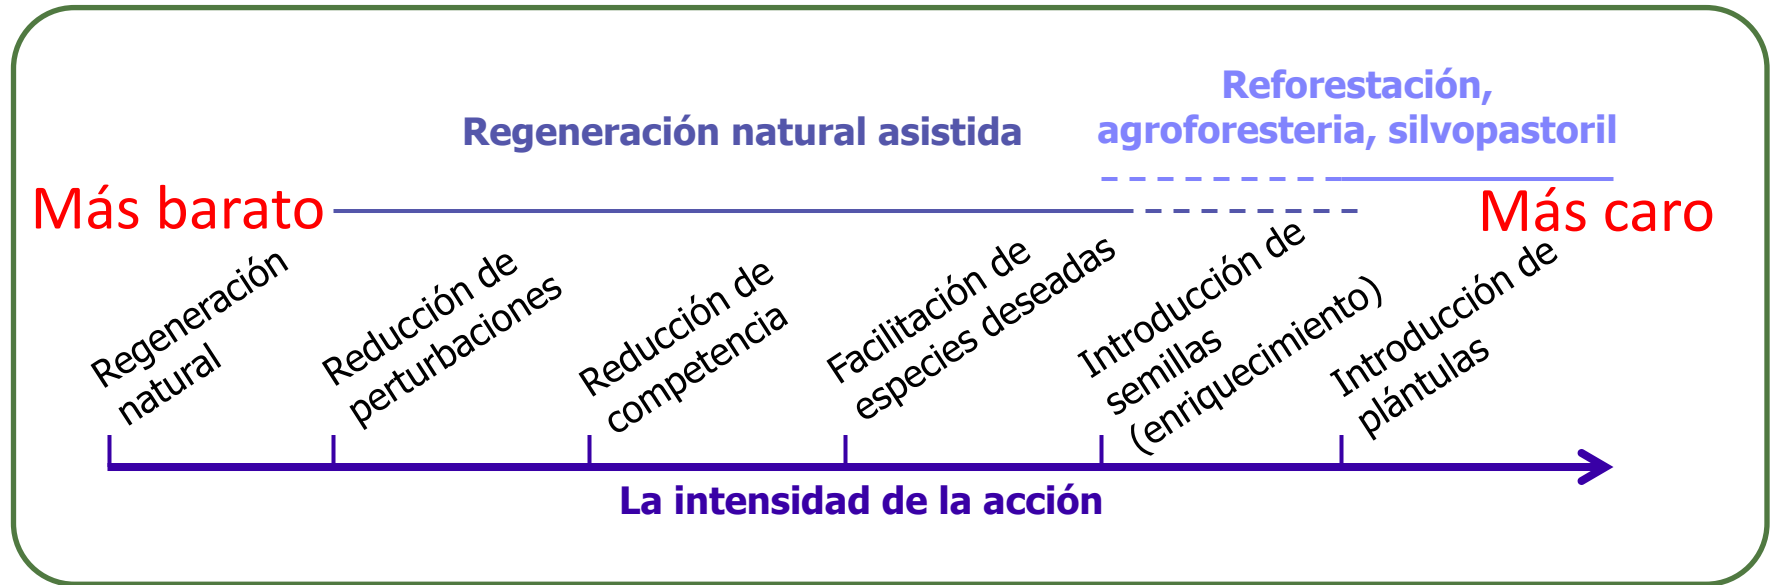 Reforestación,
agroforesteria, silvopastoril
Regeneración natural asistida
Más barato
Más caro
Regeneración
natural
Reducción de
perturbaciones
Reducción de
competencia
Facilitación de
especies deseadas
Introducción de
semillas
(enriquecimiento)
Introducción de
plántulas
La intensidad de la acción